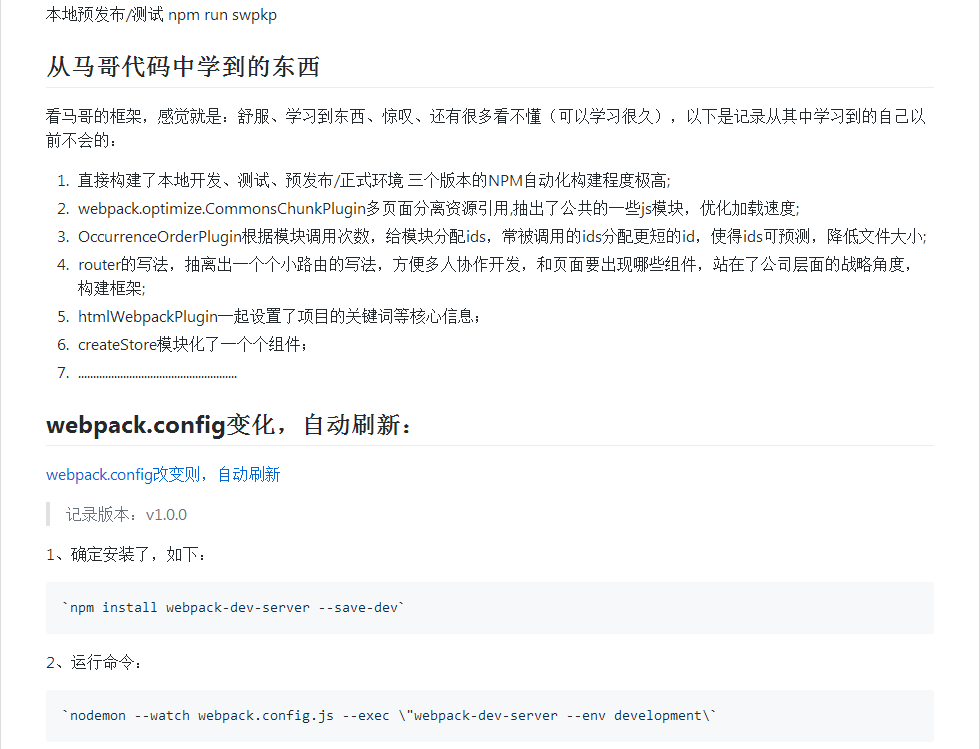 本地预发布/测试 npm run swpkp
从马哥代码中学到的东西
看马哥的框架，感觉就是：舒服、学习到东西、惊叹、还有很多看不懂（可以学习很久），以下是记录从其中学习到的自己以
前不会的：
1. 直接构建了本地开发、测试、预发布/正式环境 三个版本的NPM自动化构建程度极高;
2. webpack.optimize.CommonsChunkPlugin多页面分离资源引用,抽出了公共的一些js模块，优化加载速度;
3. OccurrenceOrderPlugin根据模块调用次数，给模块分配ids，常被调用的ids分配更短的id，使得ids可预测，降低文件大小;
4. router的写法，抽离出一个个小路由的写法，方便多人协作开发，和页面要出现哪些组件，站在了公司层面的战略角度，
构建框架;
5. htmlWebpackPlugin一起设置了项目的关键词等核心信息；
6. createStore模块化了一个个组件；
7. .....................................................
webpack.config变化，自动刷新：
webpack.config改变则，自动刷新
记录版本：v1.0.0
1、确定安装了，如下：
`npm install webpack-dev-server --save-dev`
2、运行命令：
`nodemon --watch webpack.config.js --exec \"webpack-dev-server --env development\`